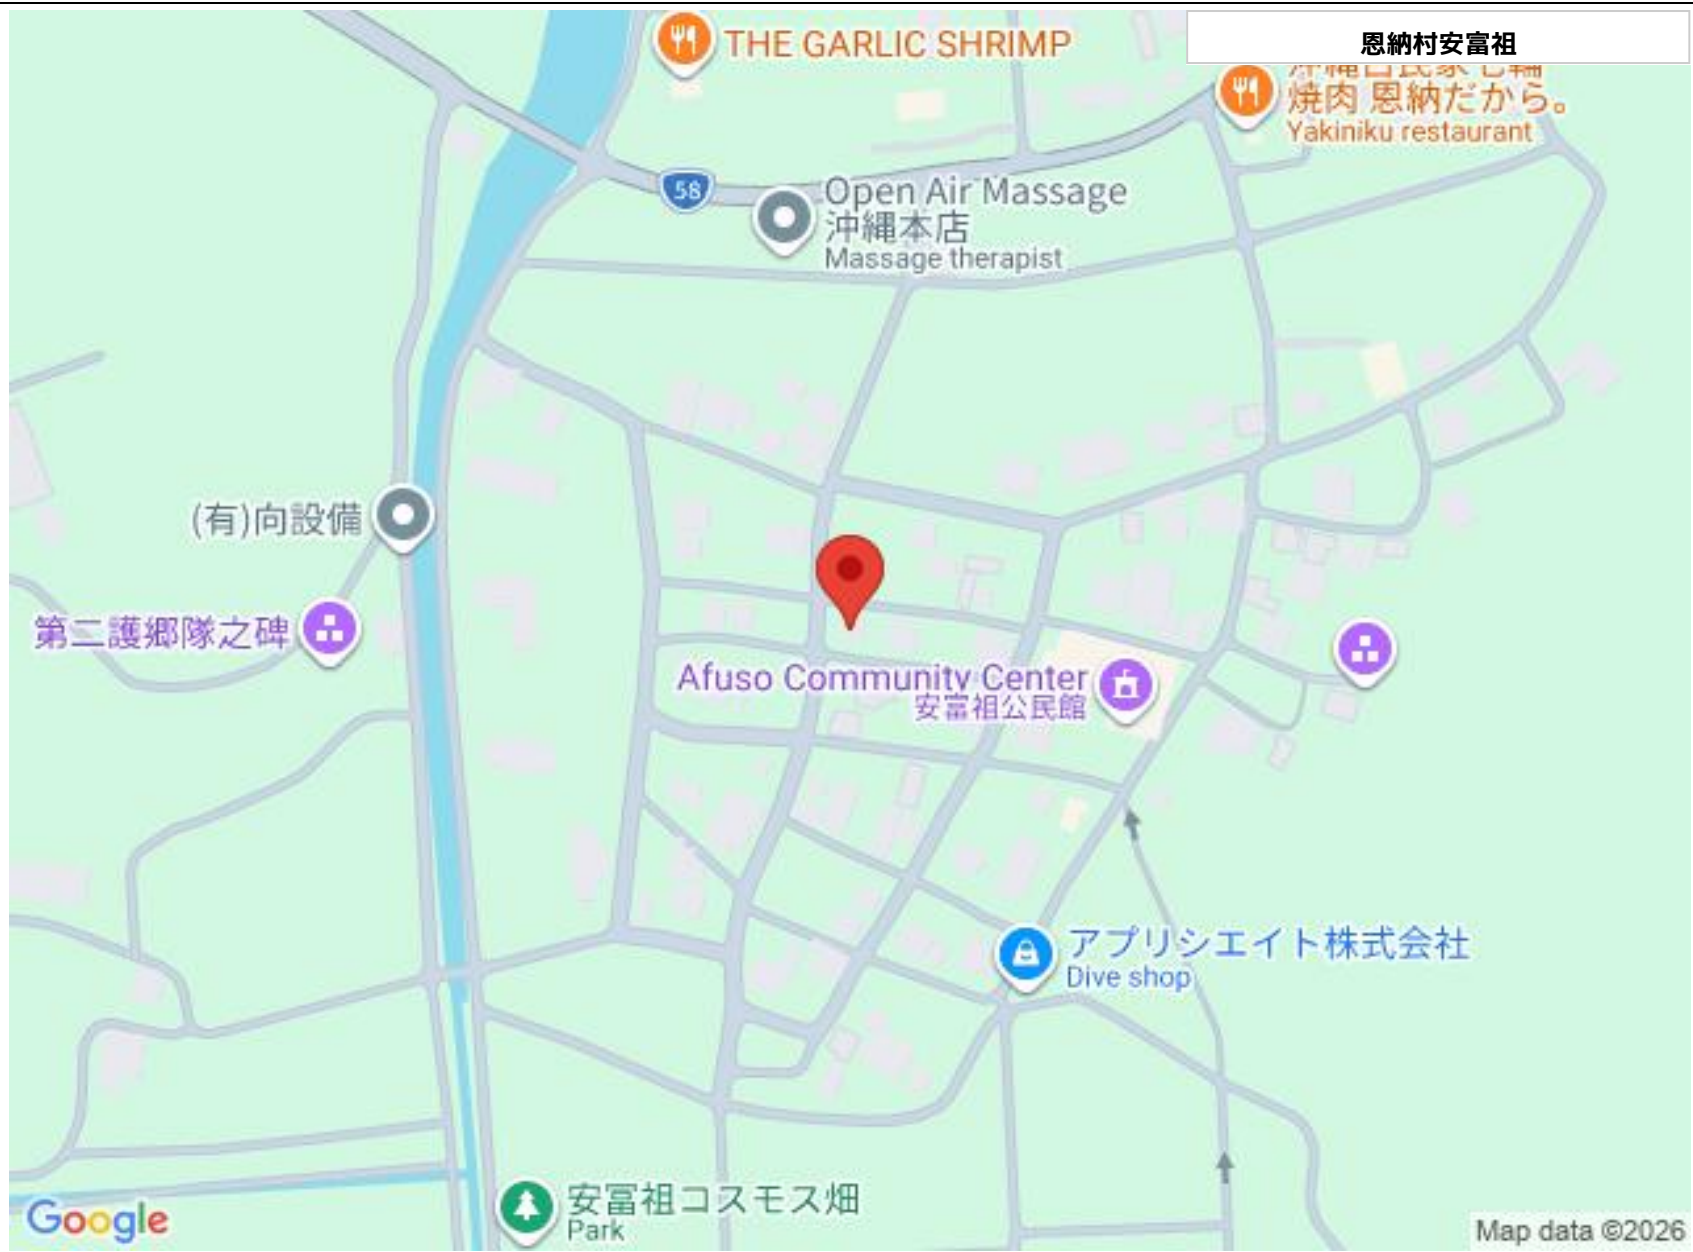 恩納村安富祖
THE GARLIC SHRIMP
焼肉 恩納だから。
Yakiniku restaurant
58
Open Air Massage
沖縄本店
Massage therapist
(有)向設備
第二護郷隊之碑
Afuso Community Center
安富祖公民館
アプリシエイト株式会社
Dive shop
安冨祖コスモス畑
Park
Google
Map data ©2026